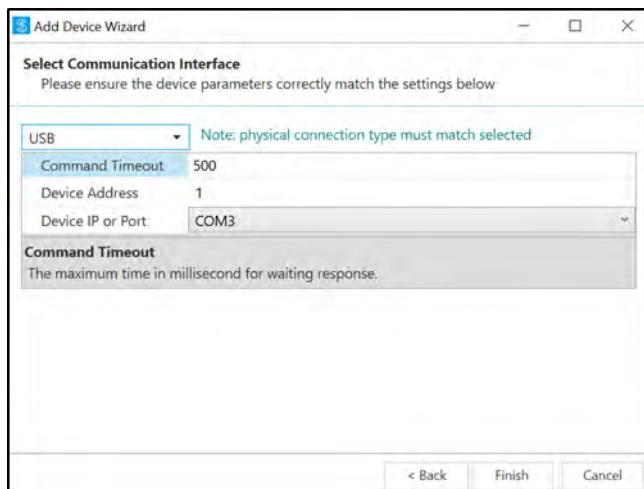 Add Device Wizard
Select Communication Interface
Please ensure the device parameters correctly match the settings below
USB Note: physical connection type must match selected
Command Timeout 500
Device Address 1
Device IP or Port COM3
Command Timeout
The maximum time in millisecond for waiting response.
< Back Finish Cancel